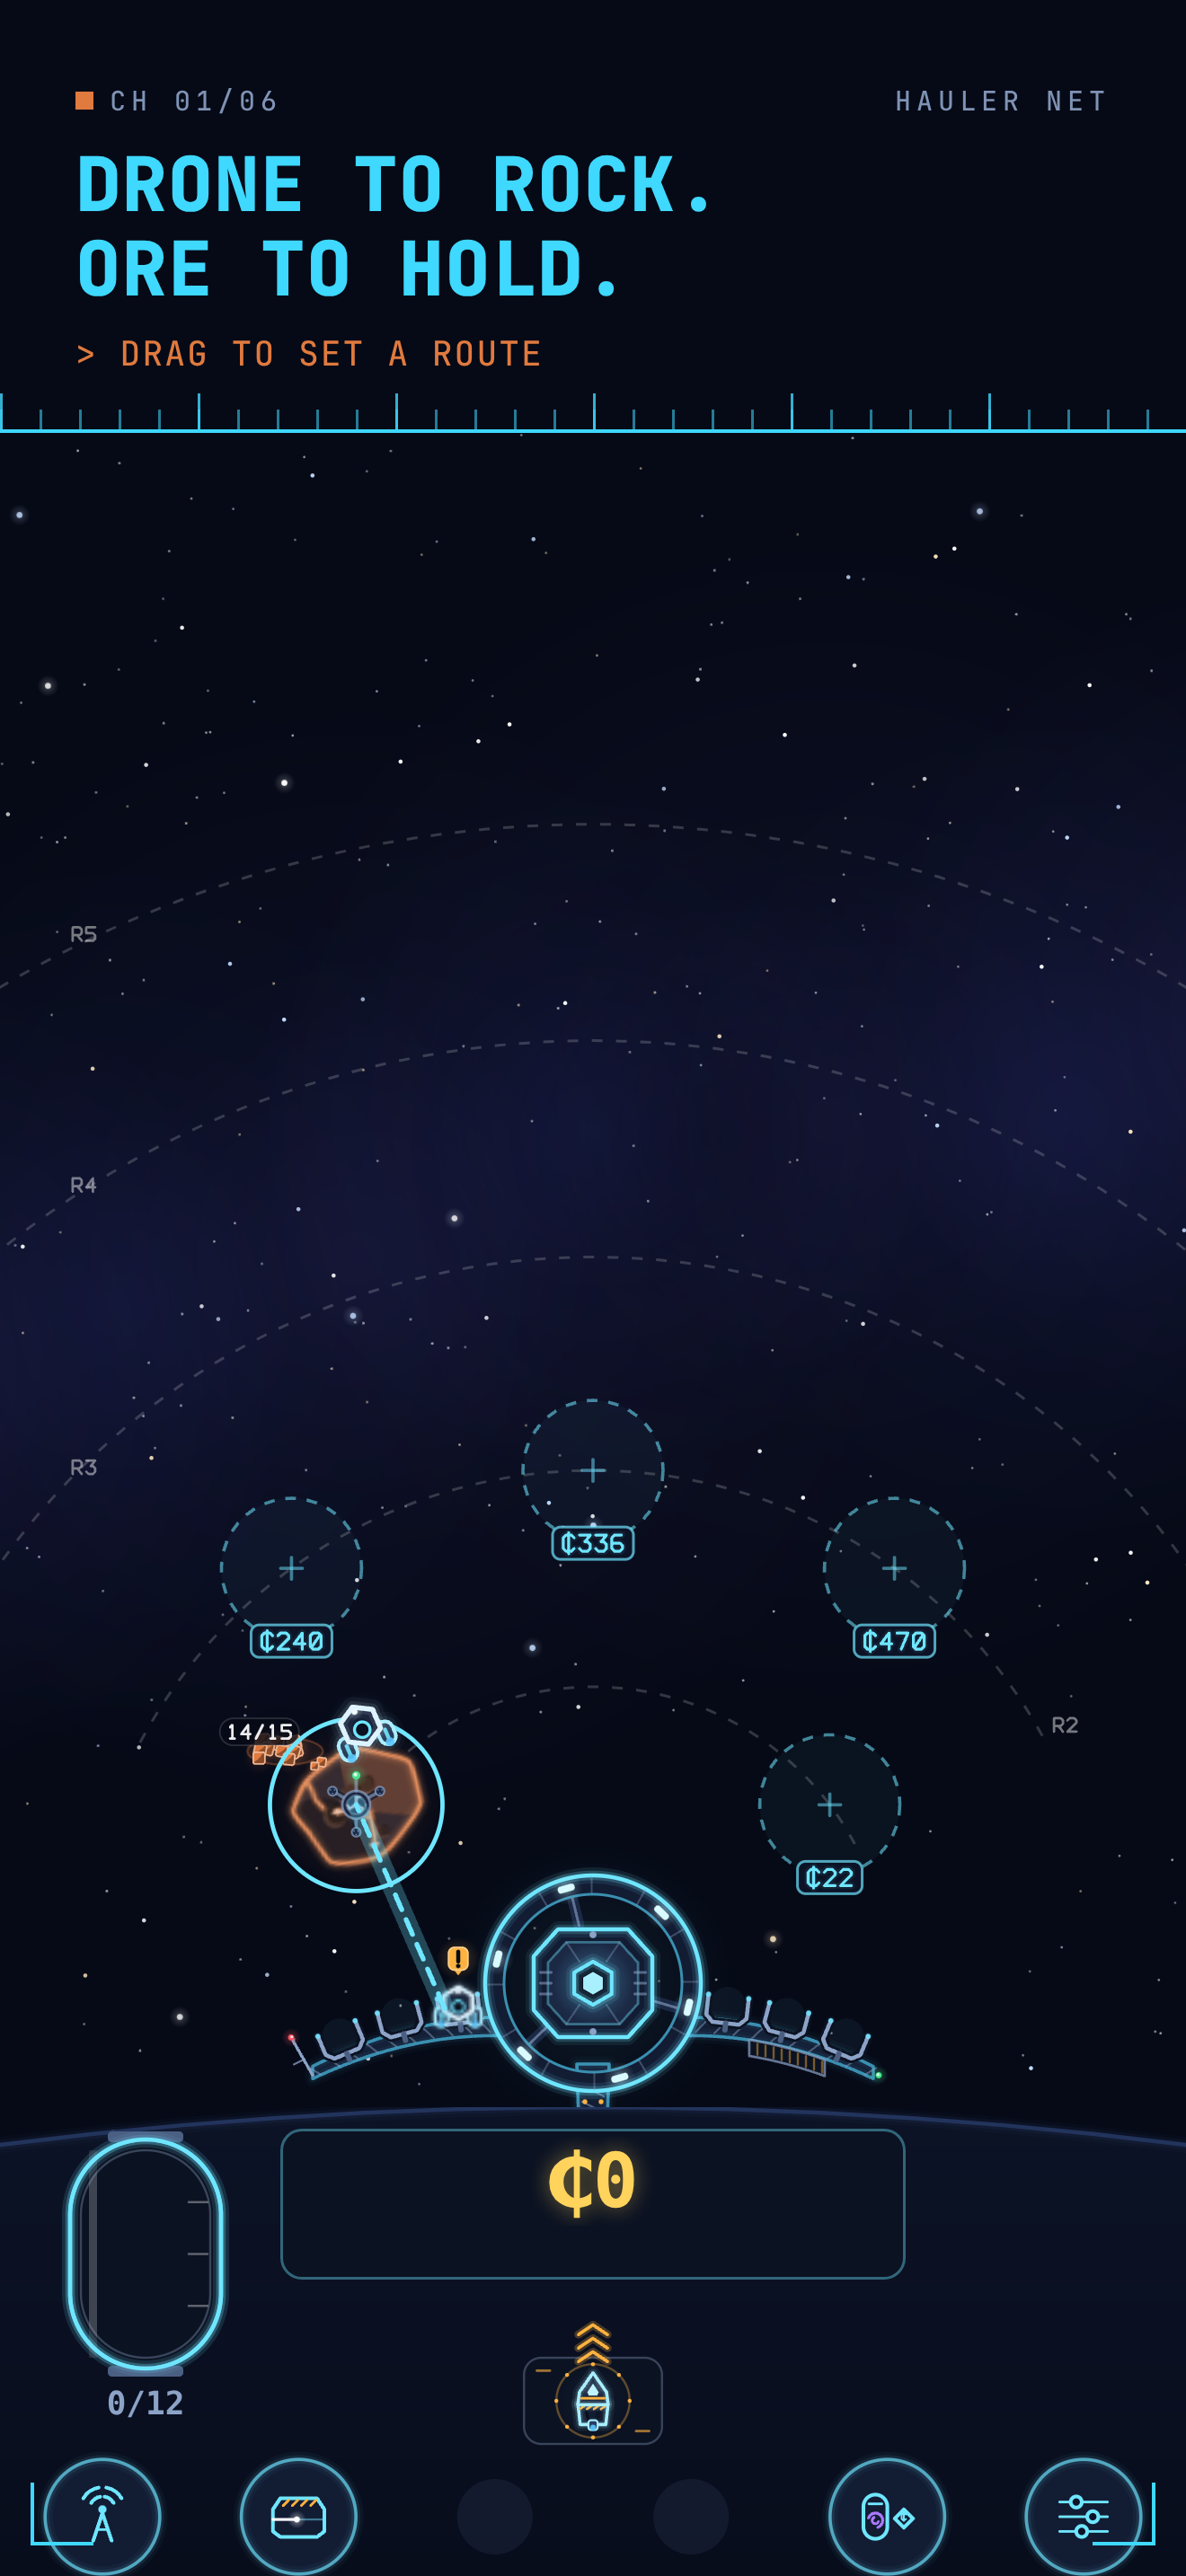 CH 01/06
HAULER NET
DRONE TO ROCK.
ORE TO HOLD.
> DRAG TO SET A ROUTE
R5
R4
R3
₵336
₵240
₵470
14/15
R2
₵22
!
₵0
0/12